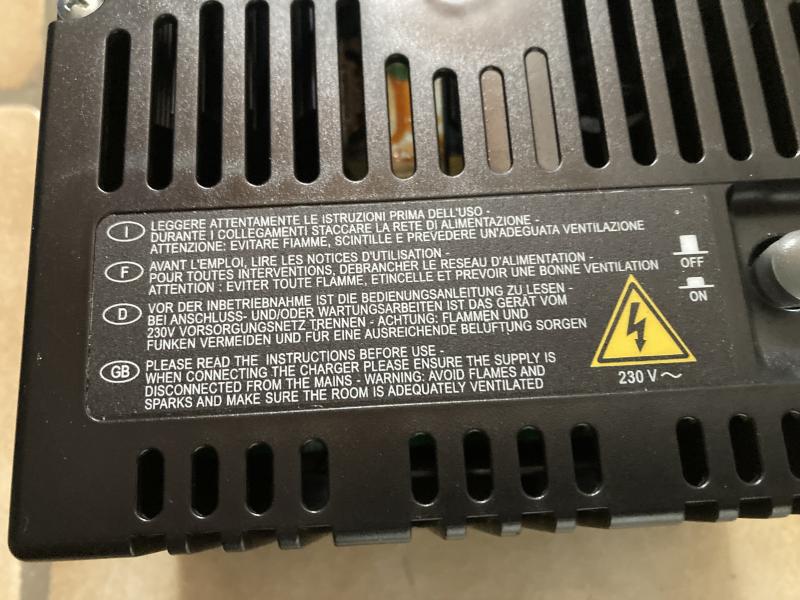 I
LEGGERE ATTENTAMENTE LE ISTRUZIONI PRIMA DELL'USO -
DURANTE I COLLEGAMENTI STACCARE LA RETE DI ALIMENTAZIONE -
ATTENZIONE: EVITARE FIAMME, SCINTILLE E PREVEDERE UN'ADEGUATA VENTILAZIONE
F
AVANT L'EMPLOI, LIRE LES NOTICES D'UTILISATION -
POUR TOUTES INTERVENTIONS, DEBRANCHER LE RESEAU D'ALIMENTATION -
ATTENTION : EVITER TOUTE FLAMME, ETINCELLE ET PREVOIR UNE BONNE VENTILATION
D
VOR DER INBETRIEBNAHME IST DIE BEDIENUNGSANLEITUNG ZU LESEN -
BEI ANSCHLUSS- UND/ODER WARTUNGSARBEITEN IST DAS GERÄT VOM
230V VORSORGUNGSNETZ TRENNEN - ACHTUNG: FLAMMEN UND
FUNKEN VERMEIDEN UND FÜR EINE AUSREICHENDE BELÜFTUNG SORGEN
GB
PLEASE READ THE INSTRUCTIONS BEFORE USE -
WHEN CONNECTING THE CHARGER PLEASE ENSURE THE SUPPLY IS
DISCONNECTED FROM THE MAINS - WARNING: AVOID FLAMES AND
SPARKS AND MAKE SURE THE ROOM IS ADEQUATELY VENTILATED
OFF
ON
230 V ~